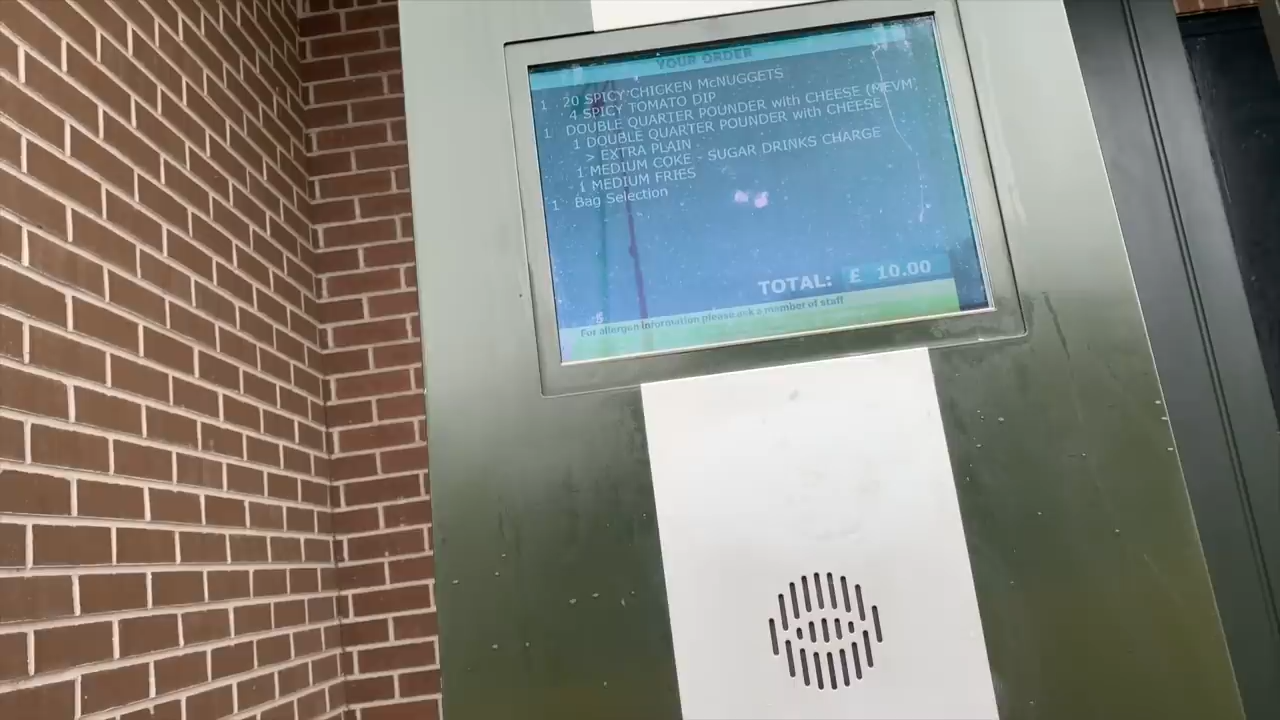 YOUR ORDER
1 20 SPICY CHICKEN McNUGGETS
4 SPICY TOMATO DIP
1 DOUBLE QUARTER POUNDER with CHEESE (MEVM)
1 DOUBLE QUARTER POUNDER with CHEESE
> EXTRA PLAIN
1 MEDIUM COKE - SUGAR DRINKS CHARGE
1 MEDIUM FRIES
1 Bag Selection
TOTAL: £ 10.00
For allergen information please ask a member of staff